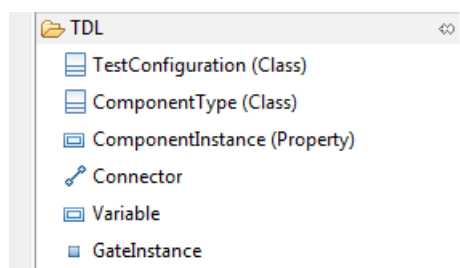 TDL
TestConfiguration (Class)
ComponentType (Class)
ComponentInstance (Property)
Connector
Variable
GateInstance